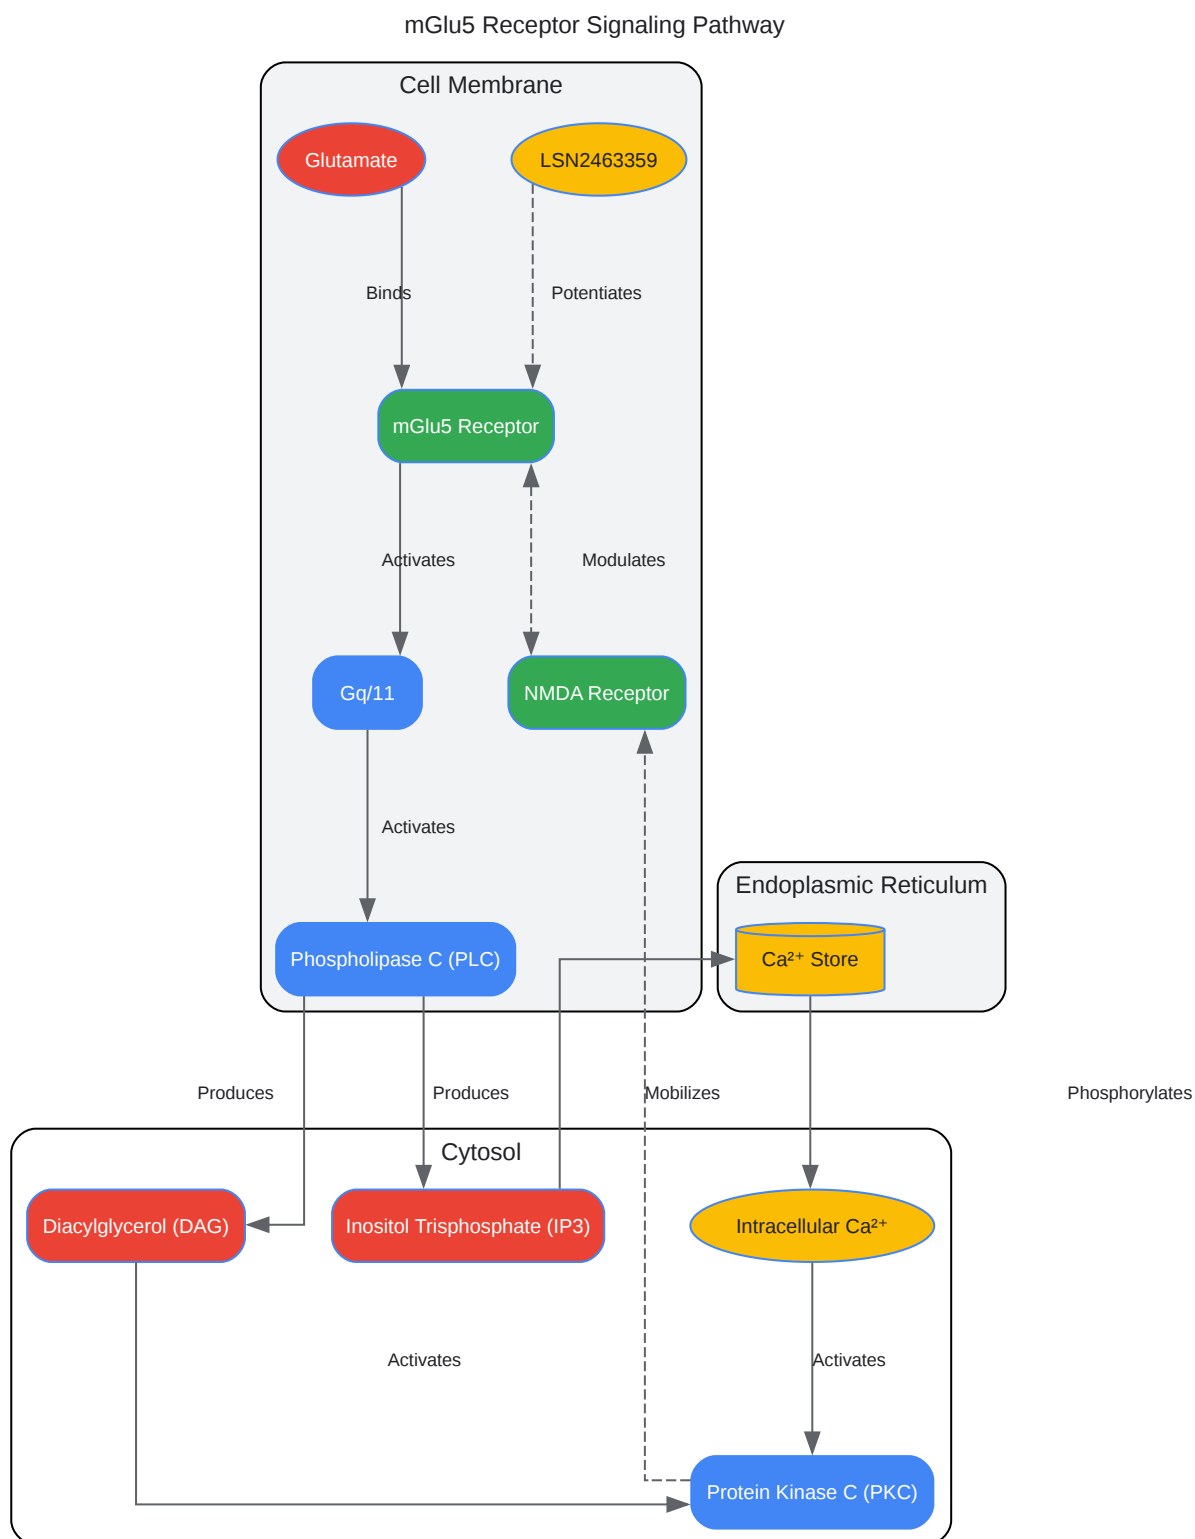 mGlu5 Receptor Signaling Pathway
Cell Membrane
Glutamate
LSN2463359
Binds
Potentiates
mGlu5 Receptor
Activates
Modulates
Gq/11
NMDA Receptor
Activates
Endoplasmic Reticulum
Phospholipase C (PLC)
Ca²⁺ Store
Produces
Produces
Mobilizes
Phosphorylates
Cytosol
Diacylglycerol (DAG)
Inositol Trisphosphate (IP3)
Intracellular Ca²⁺
Activates
Activates
Protein Kinase C (PKC)